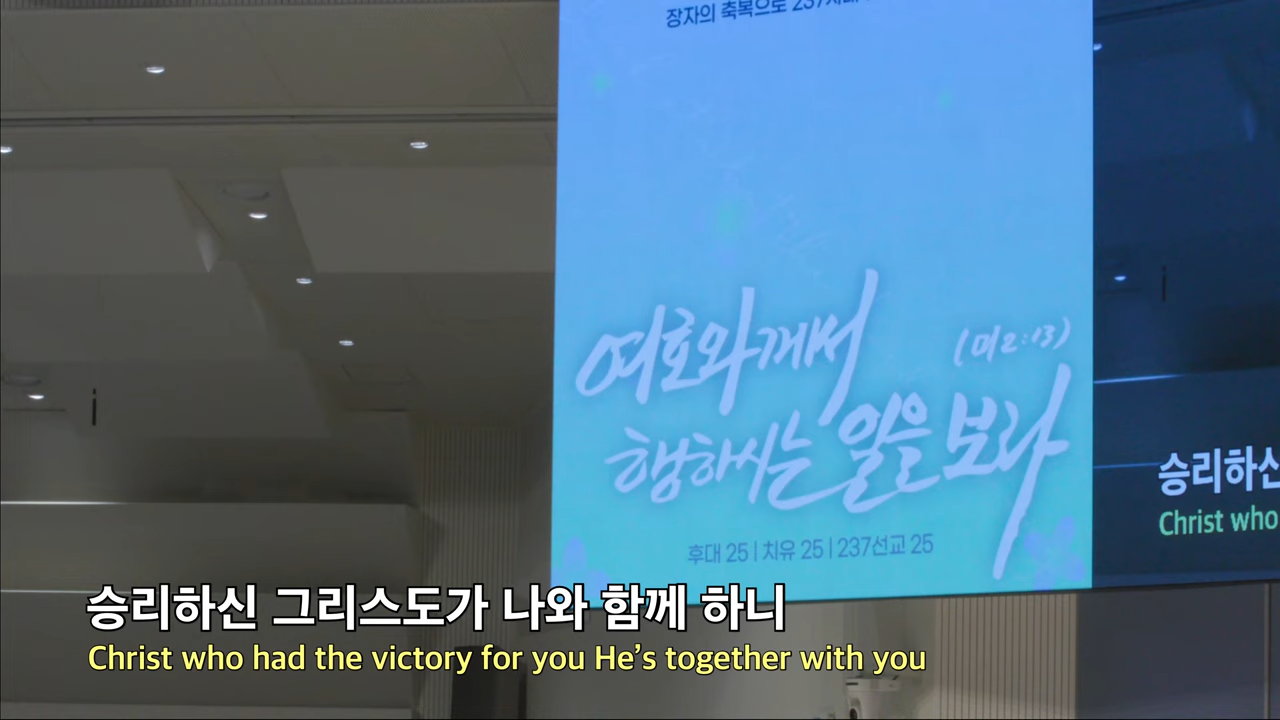 장자의 축복으로 237
여호와께서
(미2:13)
행하시는 일을 보라
후대 25 | 치유 25 | 237선교 25
승리하신
Christ who
승리하신 그리스도가 나와 함께 하니
Christ who had the victory for you He's together with you